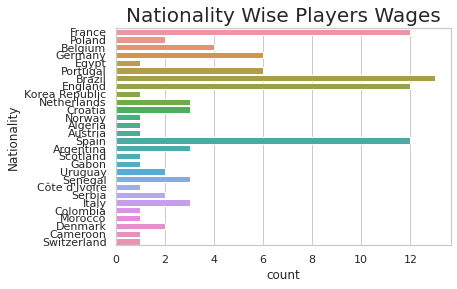 Nationality Wise Players Wages
France
Poland
Belgium
Germany
Egypt
Portugal
Brazil
England
Korea Republic
Netherlands
Croatia
Norway
Algeria
Austria
Spain
Argentina
Scotland
Gabon
Uruguay
Senegal
Côte d'Ivoire
Serbia
Italy
Colombia
Morocco
Denmark
Cameroon
Switzerland
Nationality
0 2 4 6 8 10 12
count